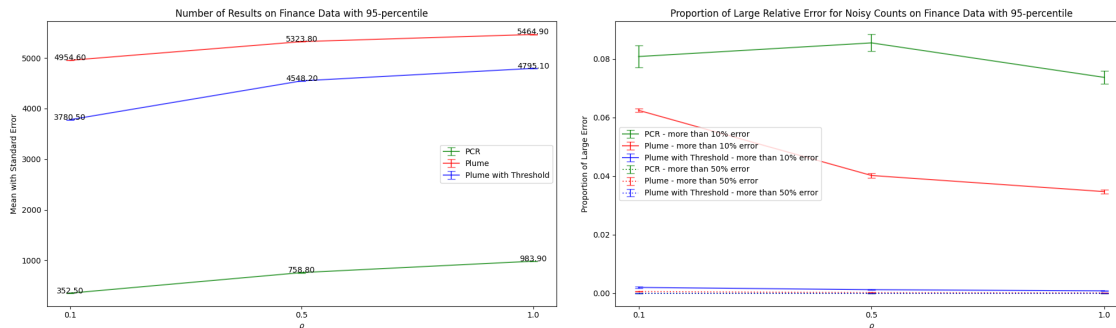 Number of Results on Finance Data with 95-percentile
Mean with Standard Error
5000
4000
3000
2000
1000
4954.60
5323.80
5464.90
3780.50
4548.20
4795.10
352.50
758.80
983.90
PCR
Plume
Plume with Threshold
0.1
0.5
1.0
ρ
Proportion of Large Relative Error for Noisy Counts on Finance Data with 95-percentile
Proportion of Large Error
0.08
0.06
0.04
0.02
0.00
PCR - more than 10% error
Plume - more than 10% error
Plume with Threshold - more than 10% error
PCR - more than 50% error
Plume - more than 50% error
Plume with Threshold - more than 50% error
0.1
0.5
1.0
ρ